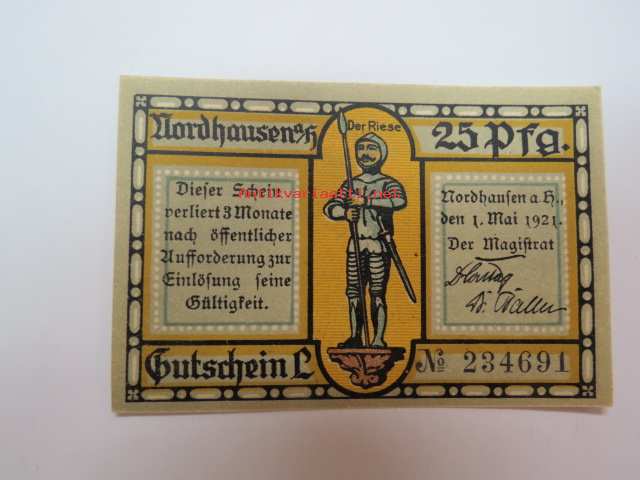 Nordhausen a/H
Der Riese
25 Pfg.
Dieser Schein
verliert 3 Monate
nach öffentlicher
Aufforderung zur
Einlösung seine
Gültigkeit.
Nordhausen a. H.,
den 1. Mai 1921.
Der Magistrat
Gutschein L
No 234691